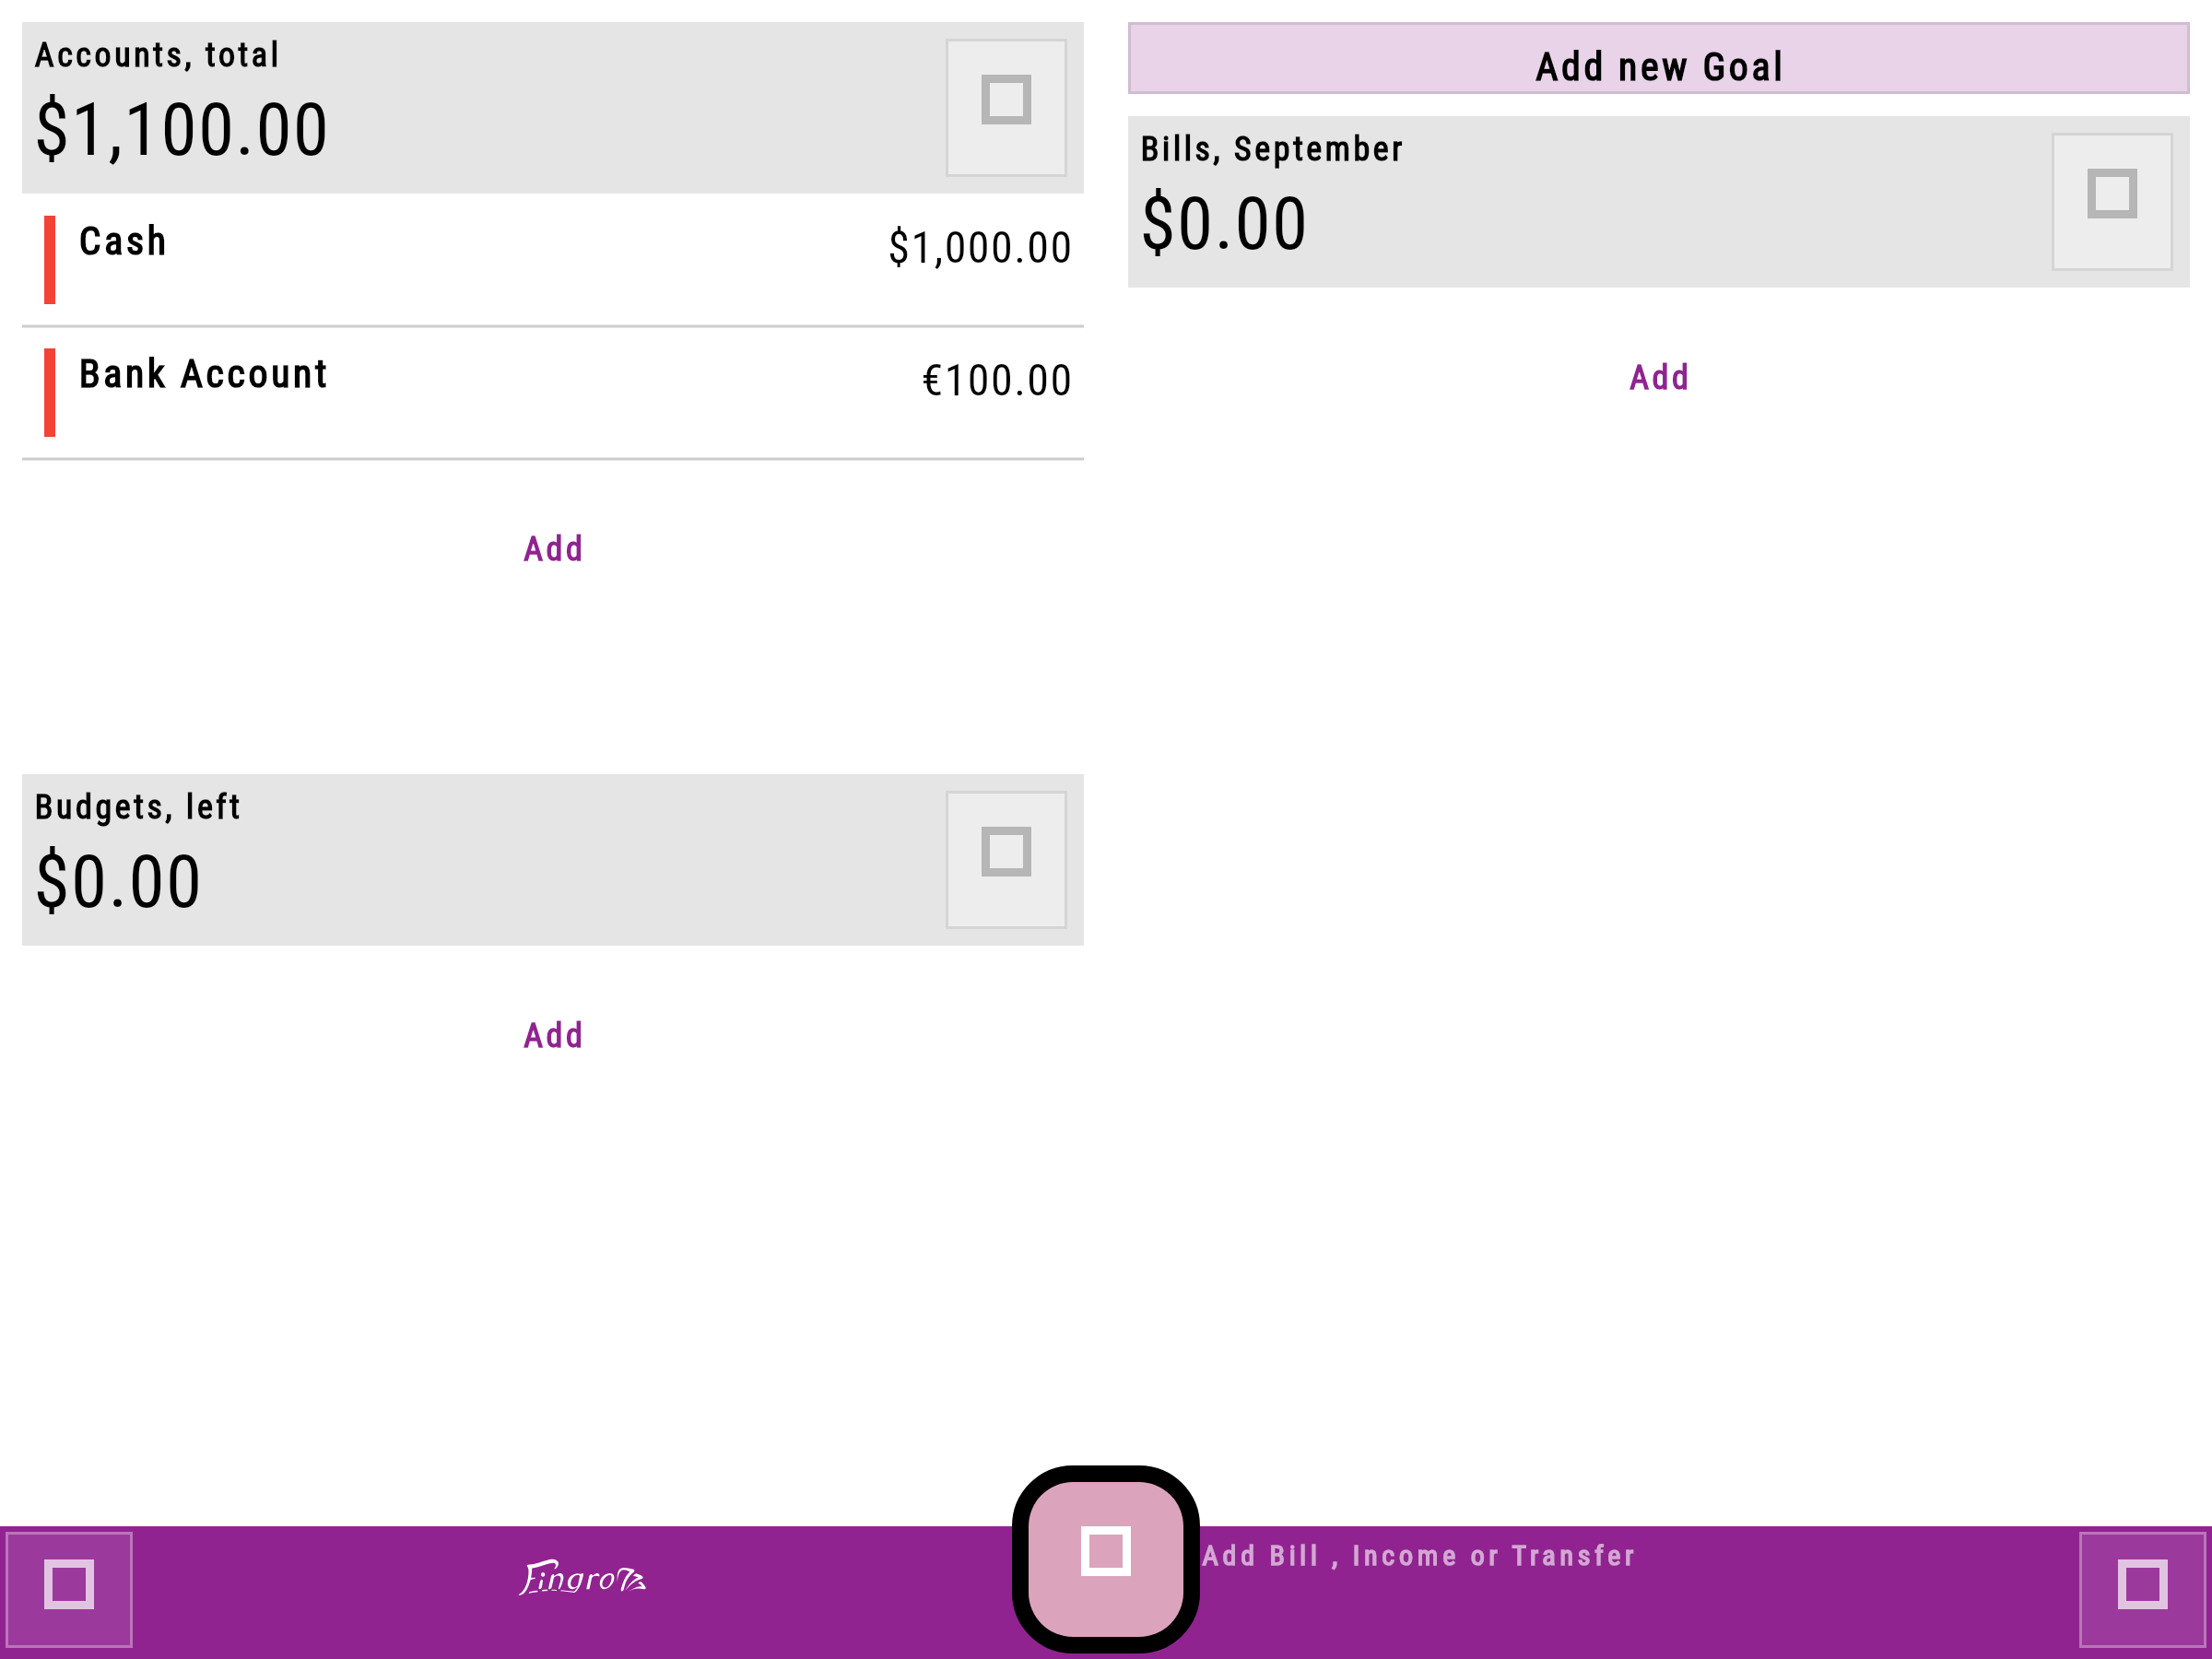 Accounts, total
$1,100.00
Cash
$1,000.00
Bank Account
€100.00
Add
Budgets, left
$0.00
Add
Add new Goal
Bills, September
$0.00
Add
Add Bill , Income or Transfer